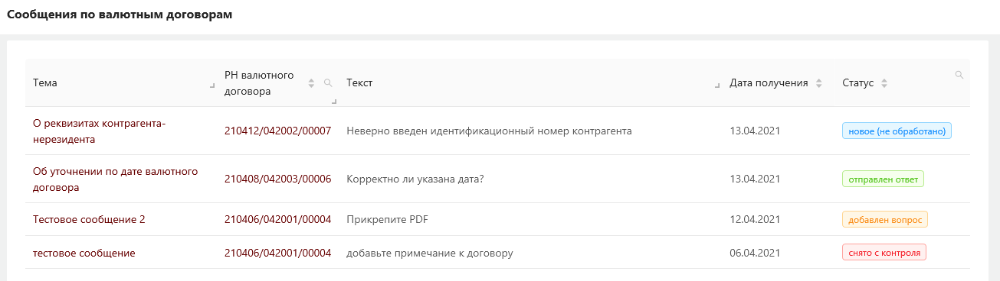 Сообщения по валютным договорам
Тема
РН валютного
договора
Текст
Дата получения
Статус
О реквизитах контрагента-
нерезидента
210412/042002/00007
Неверно введен идентификационный номер контрагента
13.04.2021
новое (не обработано)
Об уточнении по дате валютного
договора
210408/042003/00006
Корректно ли указана дата?
13.04.2021
отправлен ответ
Тестовое сообщение 2
210406/042001/00004
Прикрепите PDF
12.04.2021
добавлен вопрос
тестовое сообщение
210406/042001/00004
добавьте примечание к договору
06.04.2021
снято с контроля